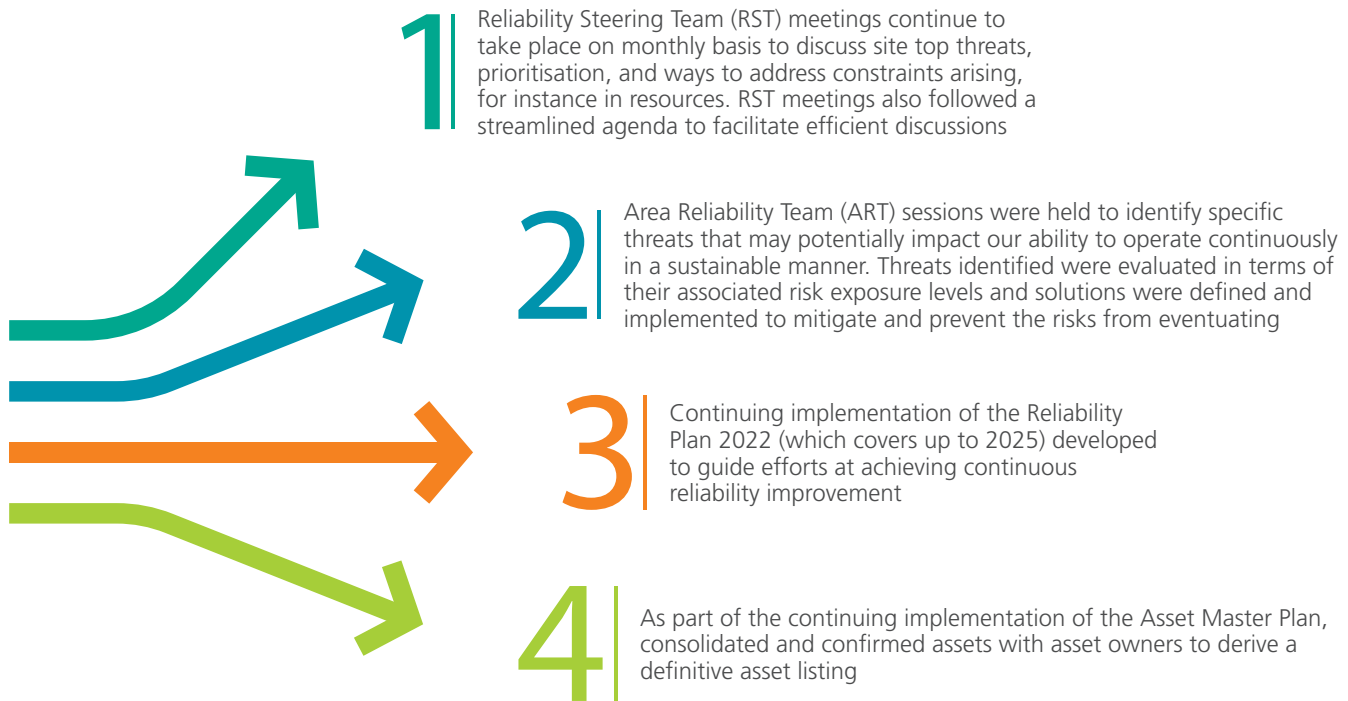 1
Reliability Steering Team (RST) meetings continue to
take place on monthly basis to discuss site top threats,
prioritisation, and ways to address constraints arising,
for instance in resources. RST meetings also followed a
streamlined agenda to facilitate efficient discussions
2
Area Reliability Team (ART) sessions were held to identify specific
threats that may potentially impact our ability to operate continuously
in a sustainable manner. Threats identified were evaluated in terms of
their associated risk exposure levels and solutions were defined and
implemented to mitigate and prevent the risks from eventuating
3
Continuing implementation of the Reliability
Plan 2022 (which covers up to 2025) developed
to guide efforts at achieving continuous
reliability improvement
4
As part of the continuing implementation of the Asset Master Plan,
consolidated and confirmed assets with asset owners to derive a
definitive asset listing